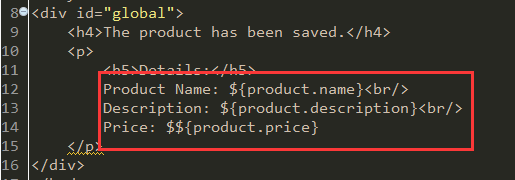 8 <div id="global">
9 <h4>The product has been saved.</h4>
10 <p>
11 <h5>Details:</h5>
12 Product Name: ${product.name}<br/>
13 Description: ${product.description}<br/>
14 Price: $${product.price}
15 </p>
16 </div>